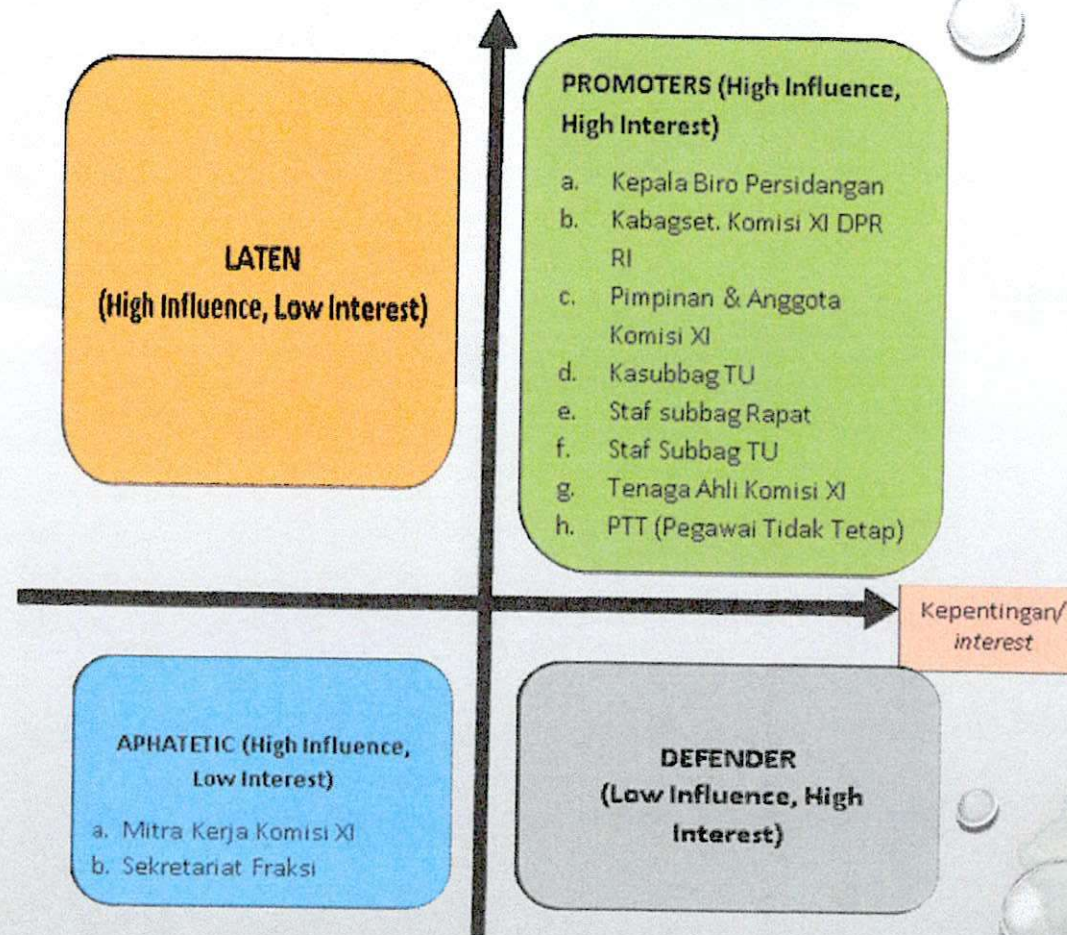 PROMOTERS (High Influence,
High Interest)
a. Kepala Biro Persidangan
b. Kabagset. Komisi XI DPR
RI
c. Pimpinan & Anggota
Komisi XI
d. Kasubbag TU
e. Staf subbag Rapat
f. Staf Subbag TU
g. Tenaga Ahli Komisi XI
h. PTT (Pegawai Tidak Tetap)
LATEN
(High Influence, Low Interest)
Kepentingan/
interest
APHATETIC (High Influence,
Low Interest)
a. Mitra Kerja Komisi XI
b. Sekretariat Fraksi
DEFENDER
(Low Influence, High
Interest)